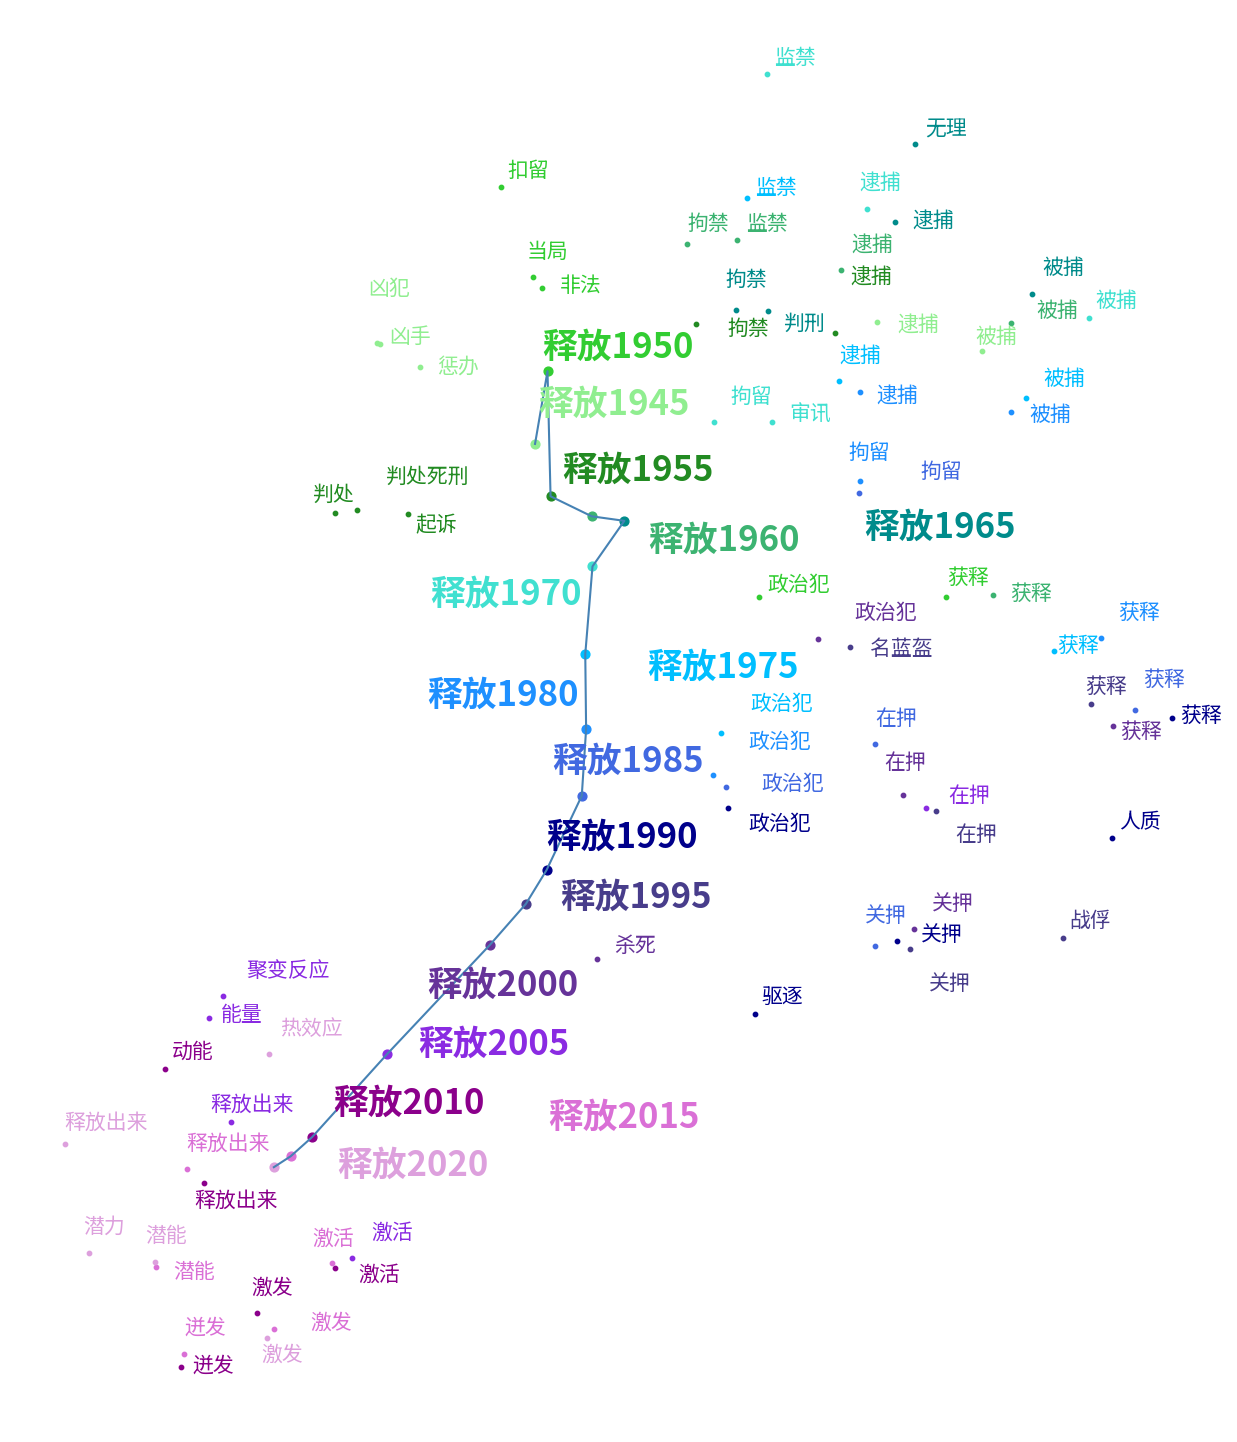 监禁
无理
扣留
逮捕
监禁
逮捕
拘禁
监禁
逮捕
当局
被捕
逮捕
拘禁
非法
凶犯
被捕
被捕
判刑
逮捕
拘禁
凶手
被捕
释放1950
逮捕
惩办
被捕
逮捕
拘留
释放1945
审讯
被捕
拘留
释放1955
拘留
判处死刑
判处
起诉
释放1965
释放1960
获释
政治犯
释放1970
获释
政治犯
获释
获释
名蓝盔
释放1975
获释
获释
释放1980
政治犯
获释
在押
获释
政治犯
释放1985
在押
政治犯
在押
人质
政治犯
在押
释放1990
释放1995
关押
关押
战俘
关押
杀死
聚变反应
释放2000
关押
驱逐
能量
热效应
释放2005
动能
释放2010
释放出来
释放2015
释放出来
释放出来
释放2020
释放出来
潜力
激活
潜能
激活
潜能
激活
激发
激发
迸发
激发
迸发